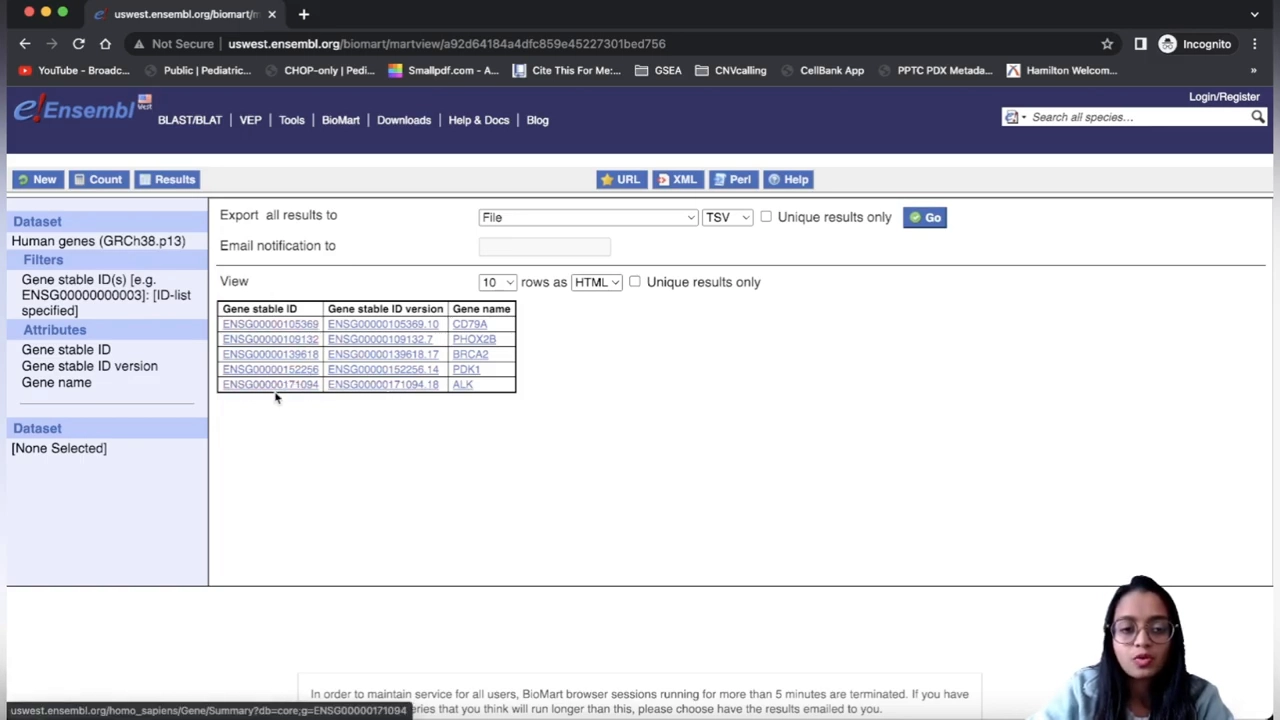 uswest.ensembl.org/biomart/m
Not Secure | uswest.ensembl.org/biomart/martview/a92d64184a4dfc859e45227301bed756
Incognito
YouTube - Broadc... Public | Pediatric... CHOP-only | Pedi... Smallpdf.com - A... Cite This For Me:... GSEA CNVcalling CellBank App PPTC PDX Metada... Hamilton Welcom... »
Login/Register
e!Ensembl
BLAST/BLAT | VEP | Tools | BioMart | Downloads | Help & Docs | Blog
Search all species...
New Count Results URL XML Perl Help
Dataset
Human genes (GRCh38.p13)
Filters
Gene stable ID(s) [e.g.
ENSG00000000003]: [ID-list
specified]
Attributes
Gene stable ID
Gene stable ID version
Gene name
Dataset
[None Selected]
Export all results to File TSV Unique results only Go
Email notification to
View 10 rows as HTML Unique results only
Gene stable ID Gene stable ID version Gene name
ENSG00000105369 ENSG00000105369.10 CD79A
ENSG00000109132 ENSG00000109132.7 PHOX2B
ENSG00000139618 ENSG00000139618.17 BRCA2
ENSG00000152256 ENSG00000152256.14 PDK1
ENSG00000171094 ENSG00000171094.18 ALK
In order to maintain service for all users, BioMart browser sessions running for more than 5 minutes are terminated. If you have
eries that you think will run longer than this, please choose have the results emailed to you.
uswest.ensembl.org/homo_sapiens/Gene/Summary?db=core;g=ENSG00000171094